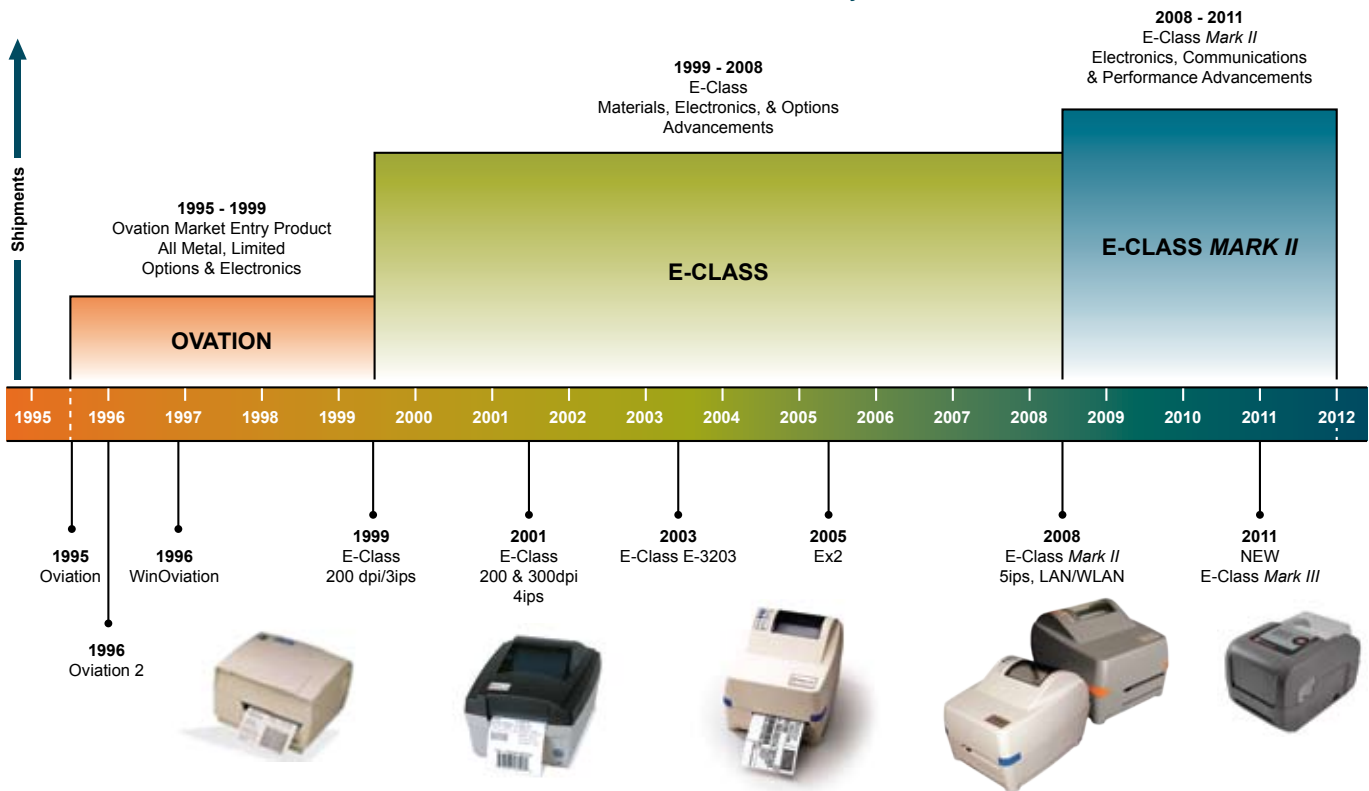 2008 - 2011
E-Class Mark II
Electronics, Communications
& Performance Advancements
1999 - 2008
E-Class
Materials, Electronics, & Options
Advancements
Shipments
1995 - 1999
Ovation Market Entry Product
All Metal, Limited
Options & Electronics
OVATION
E-CLASS
E-CLASS MARK II
1995 1996 1997 1998 1999 2000 2001 2002 2003 2004 2005 2006 2007 2008 2009 2010 2011 2012
1995
Oviation
1996
Oviation 2
1996
WinOviation
1999
E-Class
200 dpi/3ips
2001
E-Class
200 & 300dpi
4ips
2003
E-Class E-3203
2005
Ex2
2008
E-Class Mark II
5ips, LAN/WLAN
2011
NEW
E-Class Mark III